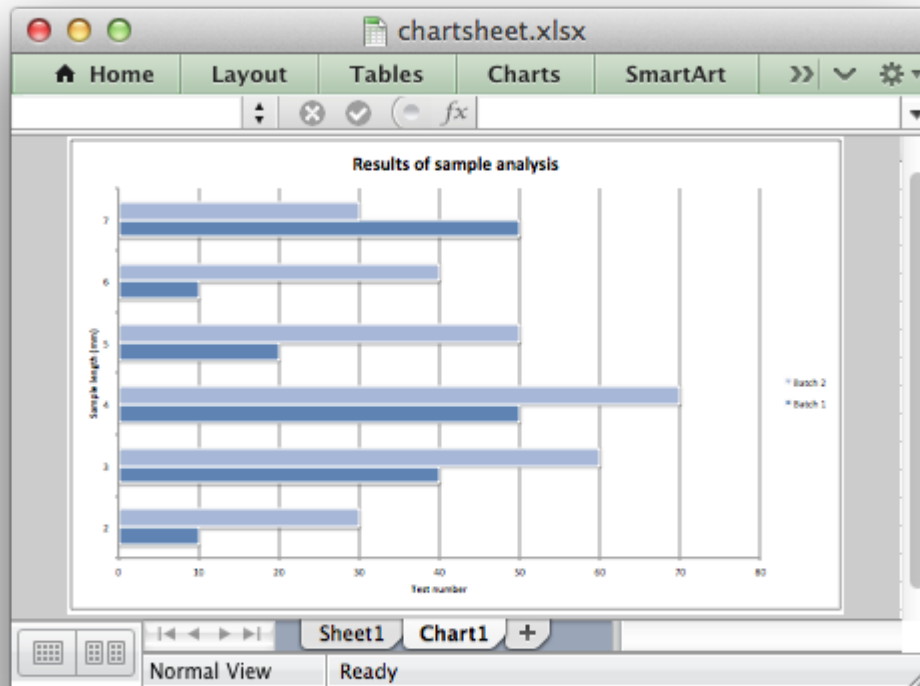 chartsheet.xlsx
Home Layout Tables Charts SmartArt
fx
Results of sample analysis
7
6
5
4
3
2
Sample length (mm)
Batch 2
Batch 1
0 10 20 30 40 50 60 70 80
Test number
Sheet1 Chart1 +
Normal View Ready